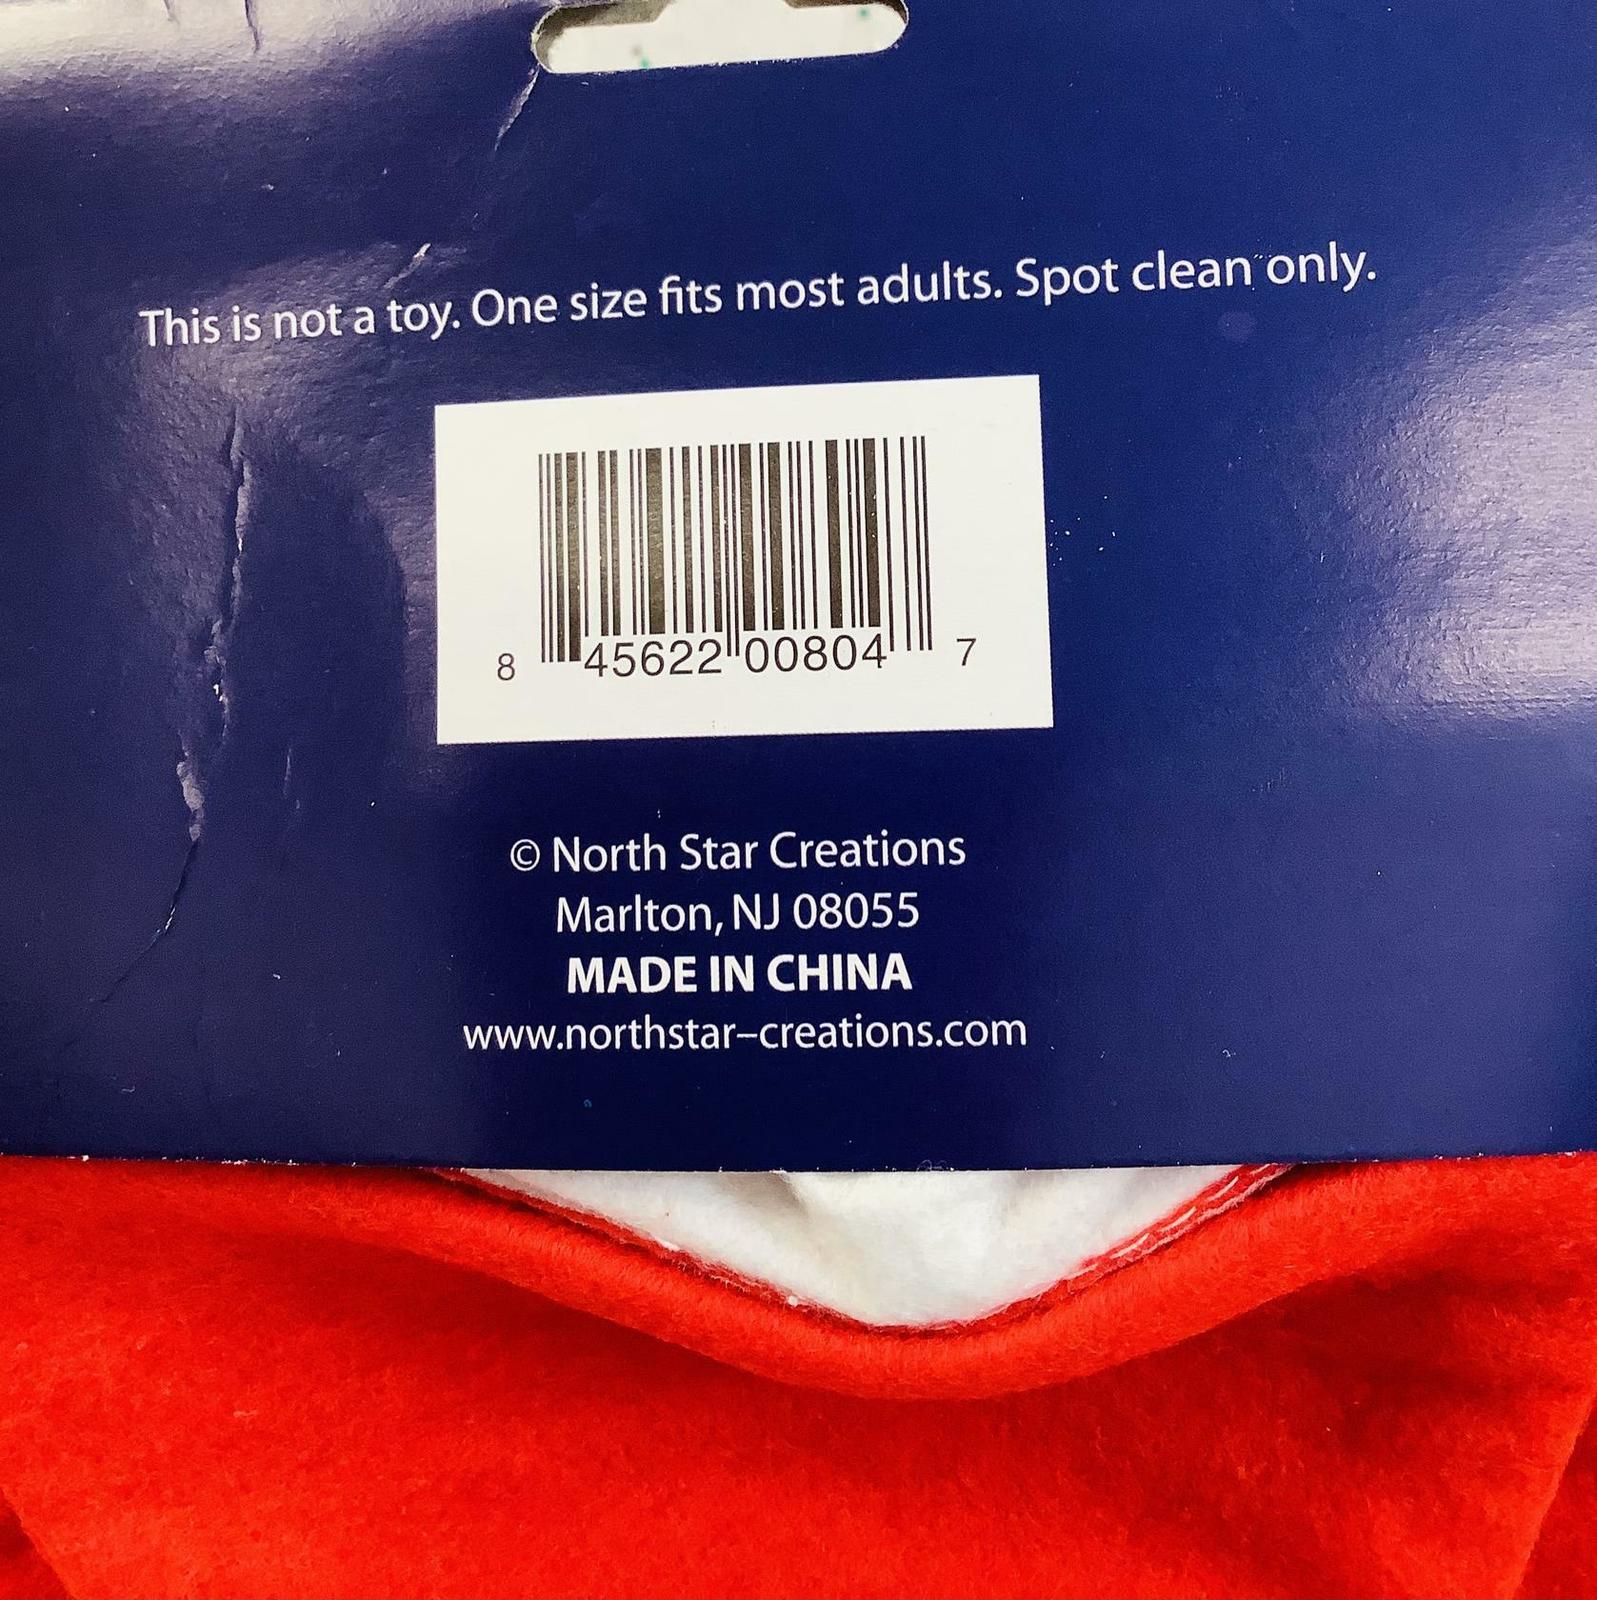 This is not a toy. One size fits most adults. Spot clean only.
8 45622 00804 7
© North Star Creations
Marlton, NJ 08055
MADE IN CHINA
www.northstar–creations.com